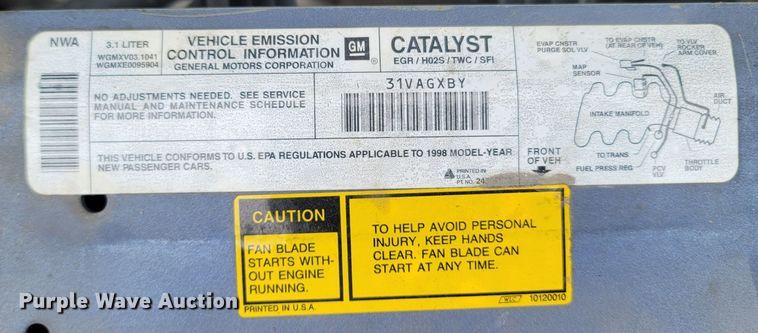 NWA
3.1 LITER
WGMXV03.1041
WGMXE0095904
VEHICLE EMISSION
CONTROL INFORMATION
GENERAL MOTORS CORPORATION
GM
CATALYST
EGR / H02S / TWC / SFI
NO ADJUSTMENTS NEEDED. SEE SERVICE
MANUAL AND MAINTENANCE SCHEDULE
FOR MORE INFORMATION.
31VAGXBY
THIS VEHICLE CONFORMS TO U.S. EPA REGULATIONS APPLICABLE TO 1998 MODEL-YEAR
NEW PASSENGER CARS.
PRINTED IN
U.S.A.
PT NO. 24
EVAP CNSTR
PURGE SOL VLV
TO EVAP CNSTR
(AT REAR OF VEH)
TO VLV
ROCKER
ARM COVER
MAP
SENSOR
AIR
DUCT
INTAKE MANIFOLD
FRONT
OF VEH
TO TRANS
FUEL PRESS REG
PCV
VLV
THROTTLE
BODY
CAUTION
FAN BLADE
STARTS WITH-
OUT ENGINE
RUNNING.
TO HELP AVOID PERSONAL
INJURY, KEEP HANDS
CLEAR. FAN BLADE CAN
START AT ANY TIME.
PRINTED IN U.S.A.
WLC
10120010
Purple Wave Auction